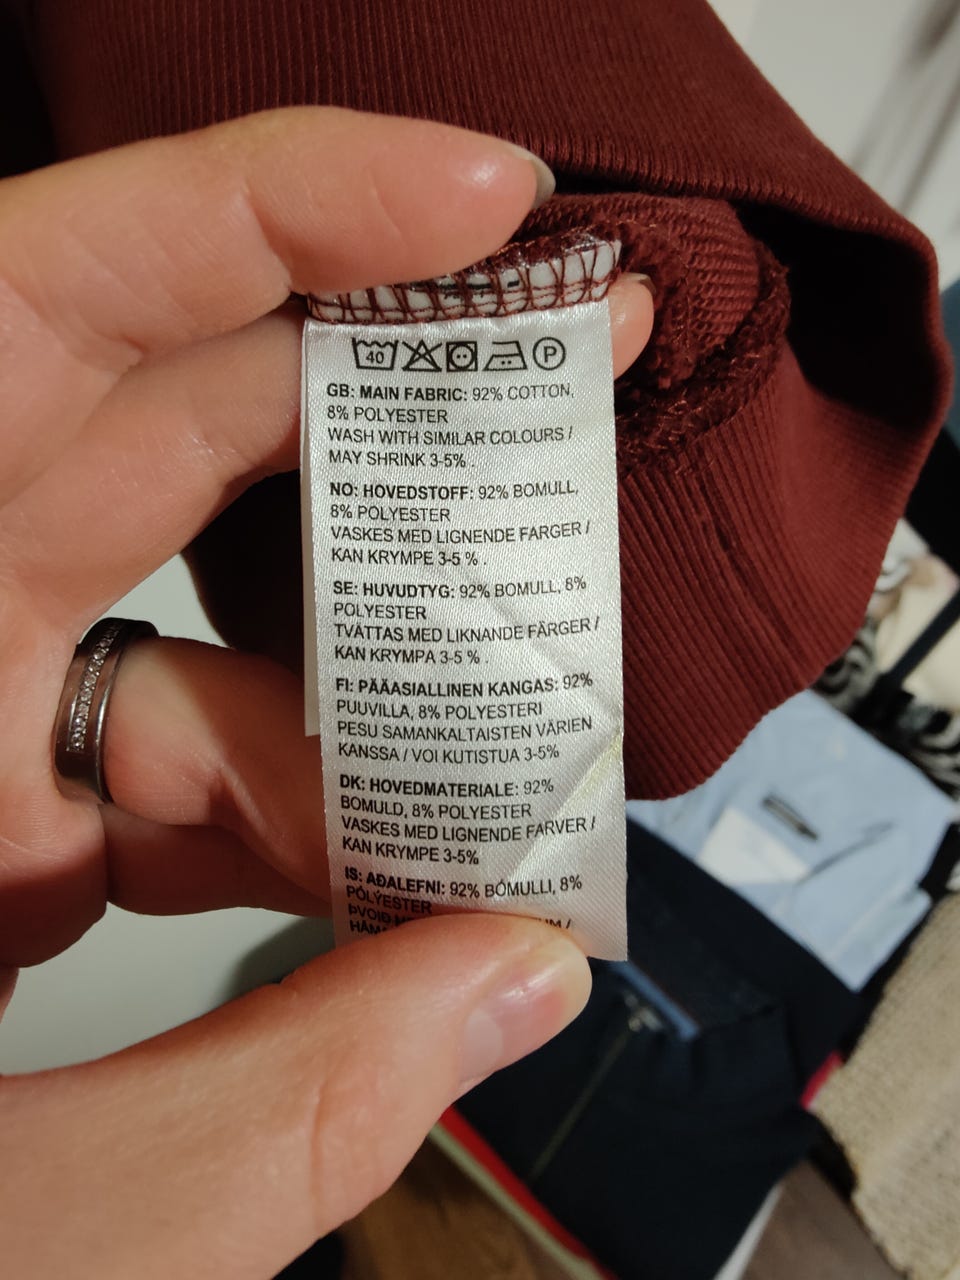 40 P
GB: MAIN FABRIC: 92% COTTON,
8% POLYESTER
WASH WITH SIMILAR COLOURS /
MAY SHRINK 3-5% .
NO: HOVEDSTOFF: 92% BOMULL,
8% POLYESTER
VASKES MED LIGNENDE FARGER /
KAN KRYMPE 3-5 % .
SE: HUVUDTYG: 92% BOMULL, 8%
POLYESTER
TVÄTTAS MED LIKNANDE FÄRGER /
KAN KRYMPA 3-5 % .
FI: PÄÄASIALLINEN KANGAS: 92%
PUUVILLA, 8% POLYESTERI
PESU SAMANKALTAISTEN VÄRIEN
KANSSA / VOI KUTISTUA 3-5%
DK: HOVEDMATERIALE: 92%
BOMULD, 8% POLYESTER
VASKES MED LIGNENDE FARVER /
KAN KRYMPE 3-5%
IS: AÐALEFNI: 92% BÓMULLI, 8%
PÓLÝESTER
ÞVOIÐ